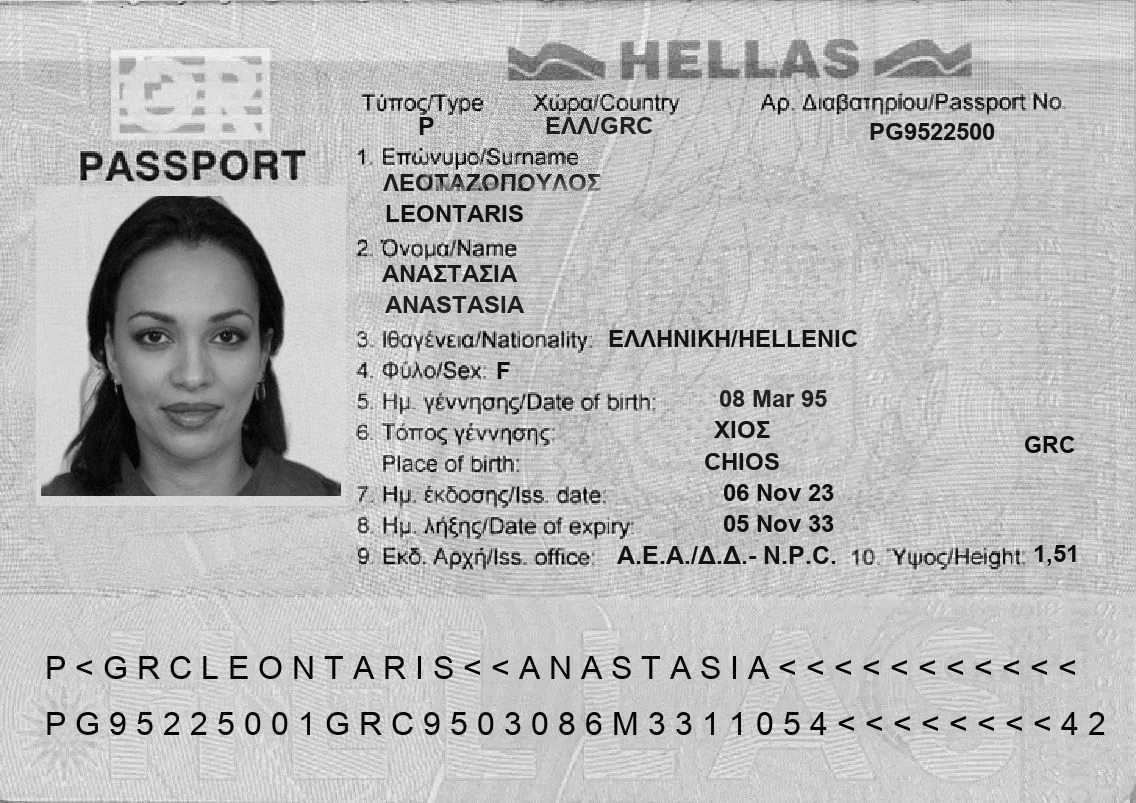 GR
HELLAS
PASSPORT
Τύπος/Type Χώρα/Country Αρ. Διαβατηρίου/Passport No.
P ΕΛΛ/GRC PG9522500
1. Επώνυμο/Surname
LEONTARIS
2. Όνομα/Name
ΑΝΑΣΤΑΣΙΑ
ANASTASIA
3. Ιθαγένεια/Nationality: ΕΛΛΗΝΙΚΗ/HELLENIC
4. Φύλο/Sex: F
5. Ημ. γέννησης/Date of birth: 08 Mar 95
6. Τόπος γέννησης: ΧΙΟΣ
Place of birth: CHIOS GRC
7. Ημ. έκδοσης/Iss. date: 06 Nov 23
8. Ημ. λήξης/Date of expiry: 05 Nov 33
9 Εκδ. Αρχή/Iss. office: Α.Ε.Α./Δ.Δ.- N.P.C. 10. Ύψος/Height: 1,51
HELLAS
P<GRCLEONTARIS<<ANASTASIA<<<<<<<<<<<
PG95225001GRC9503086M3311054<<<<<<<<42